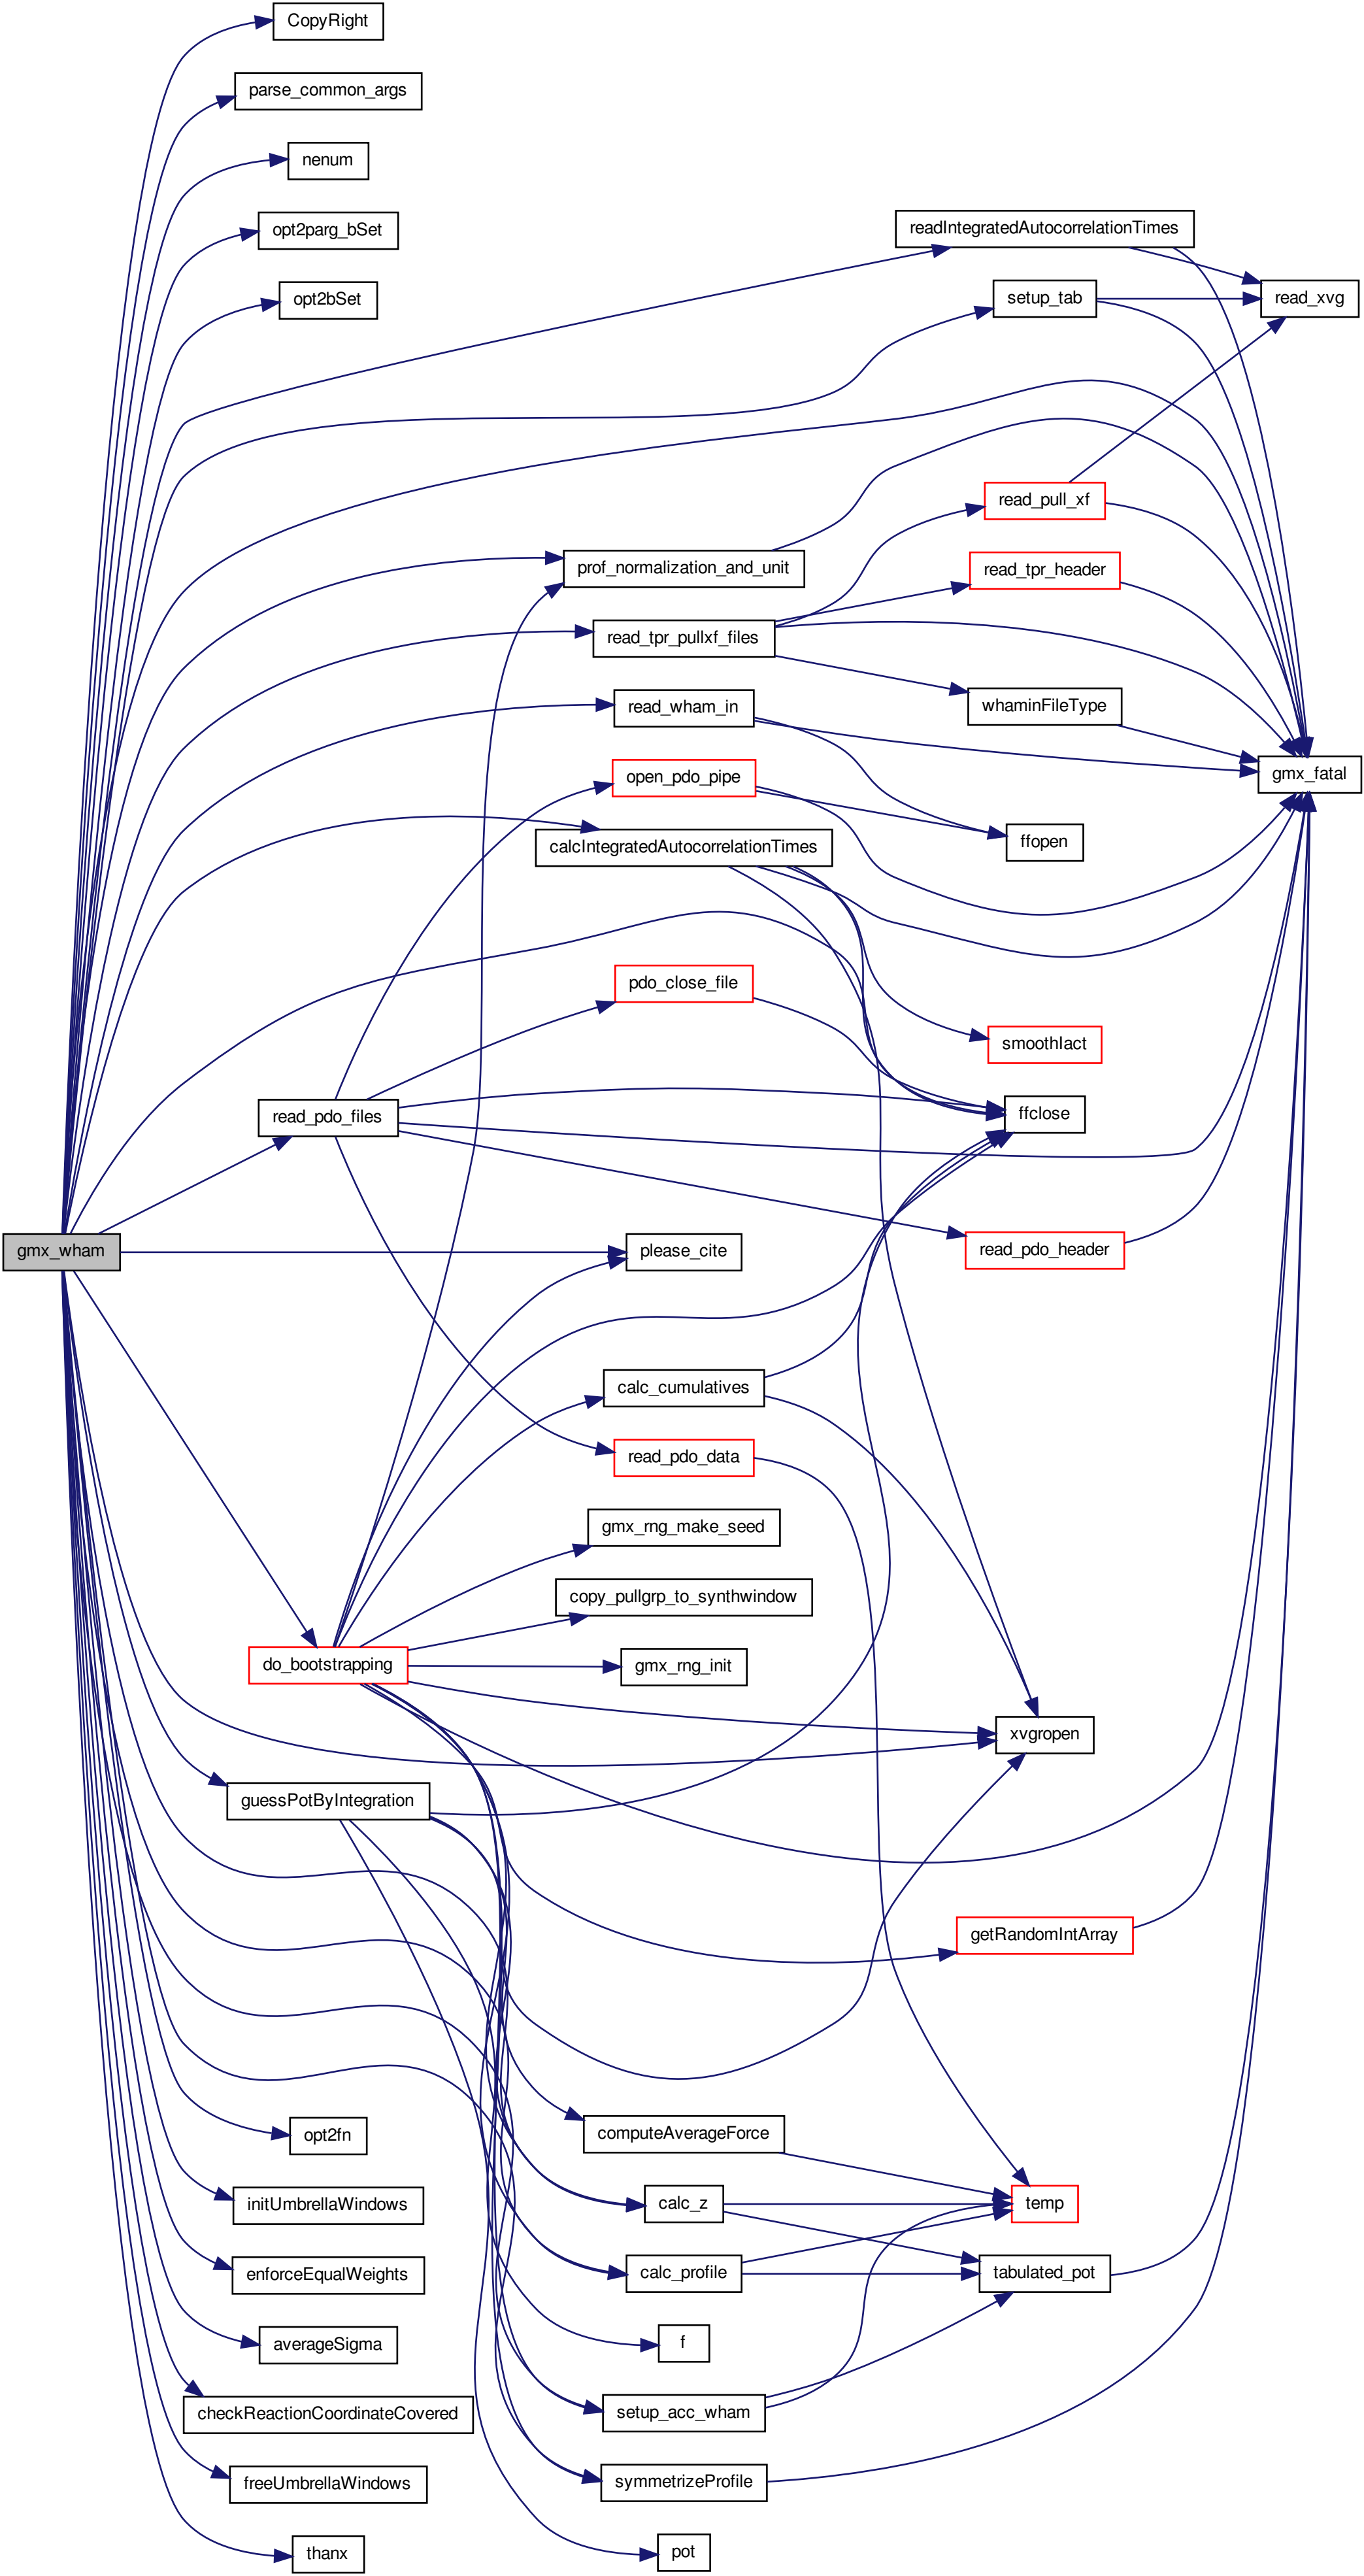 CopyRight
parse_common_args
nenum
opt2parg_bSet
readIntegratedAutocorrelationTimes
opt2bSet
setup_tab
read_xvg
read_pull_xf
prof_normalization_and_unit
read_tpr_header
read_tpr_pullxf_files
read_wham_in
whaminFileType
open_pdo_pipe
gmx_fatal
calcIntegratedAutocorrelationTimes
ffopen
pdo_close_file
smoothIact
read_pdo_files
ffclose
gmx_wham
please_cite
read_pdo_header
calc_cumulatives
read_pdo_data
gmx_rng_make_seed
copy_pullgrp_to_synthwindow
do_bootstrapping
gmx_rng_init
xvgropen
guessPotByIntegration
getRandomIntArray
opt2fn
computeAverageForce
initUmbrellaWindows
calc_z
temp
enforceEqualWeights
calc_profile
tabulated_pot
averageSigma
f
checkReactionCoordinateCovered
setup_acc_wham
freeUmbrellaWindows
symmetrizeProfile
thanx
pot